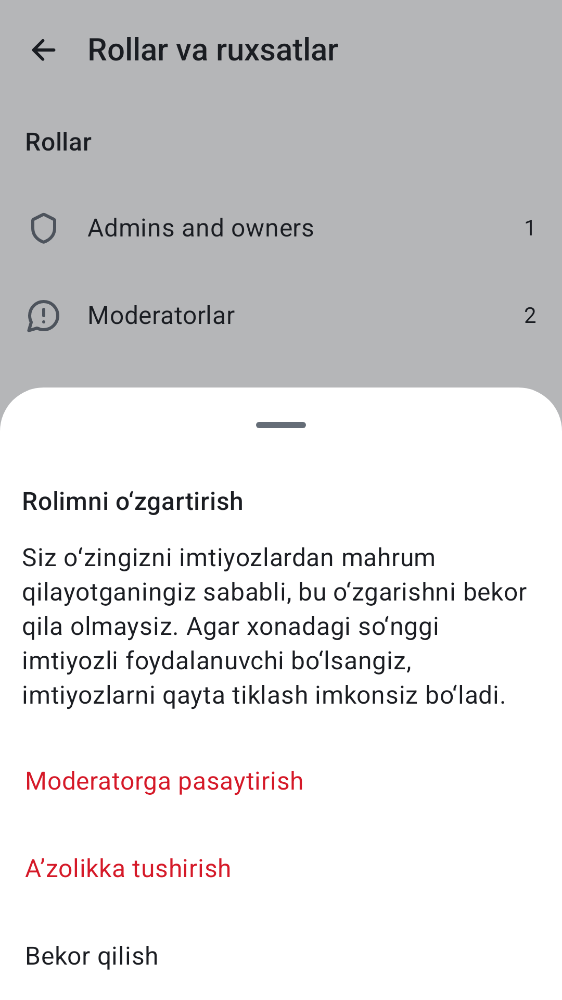 Rollar va ruxsatlar
Rollar
Admins and owners 1
Moderatorlar 2
Rolimni o‘zgartirish
Siz o‘zingizni imtiyozlardan mahrum
qilayotganingiz sababli, bu o‘zgarishni bekor
qila olmaysiz. Agar xonadagi so‘nggi
imtiyozli foydalanuvchi bo‘lsangiz,
imtiyozlarni qayta tiklash imkonsiz bo‘ladi.
Moderatorga pasaytirish
A’zolikka tushirish
Bekor qilish